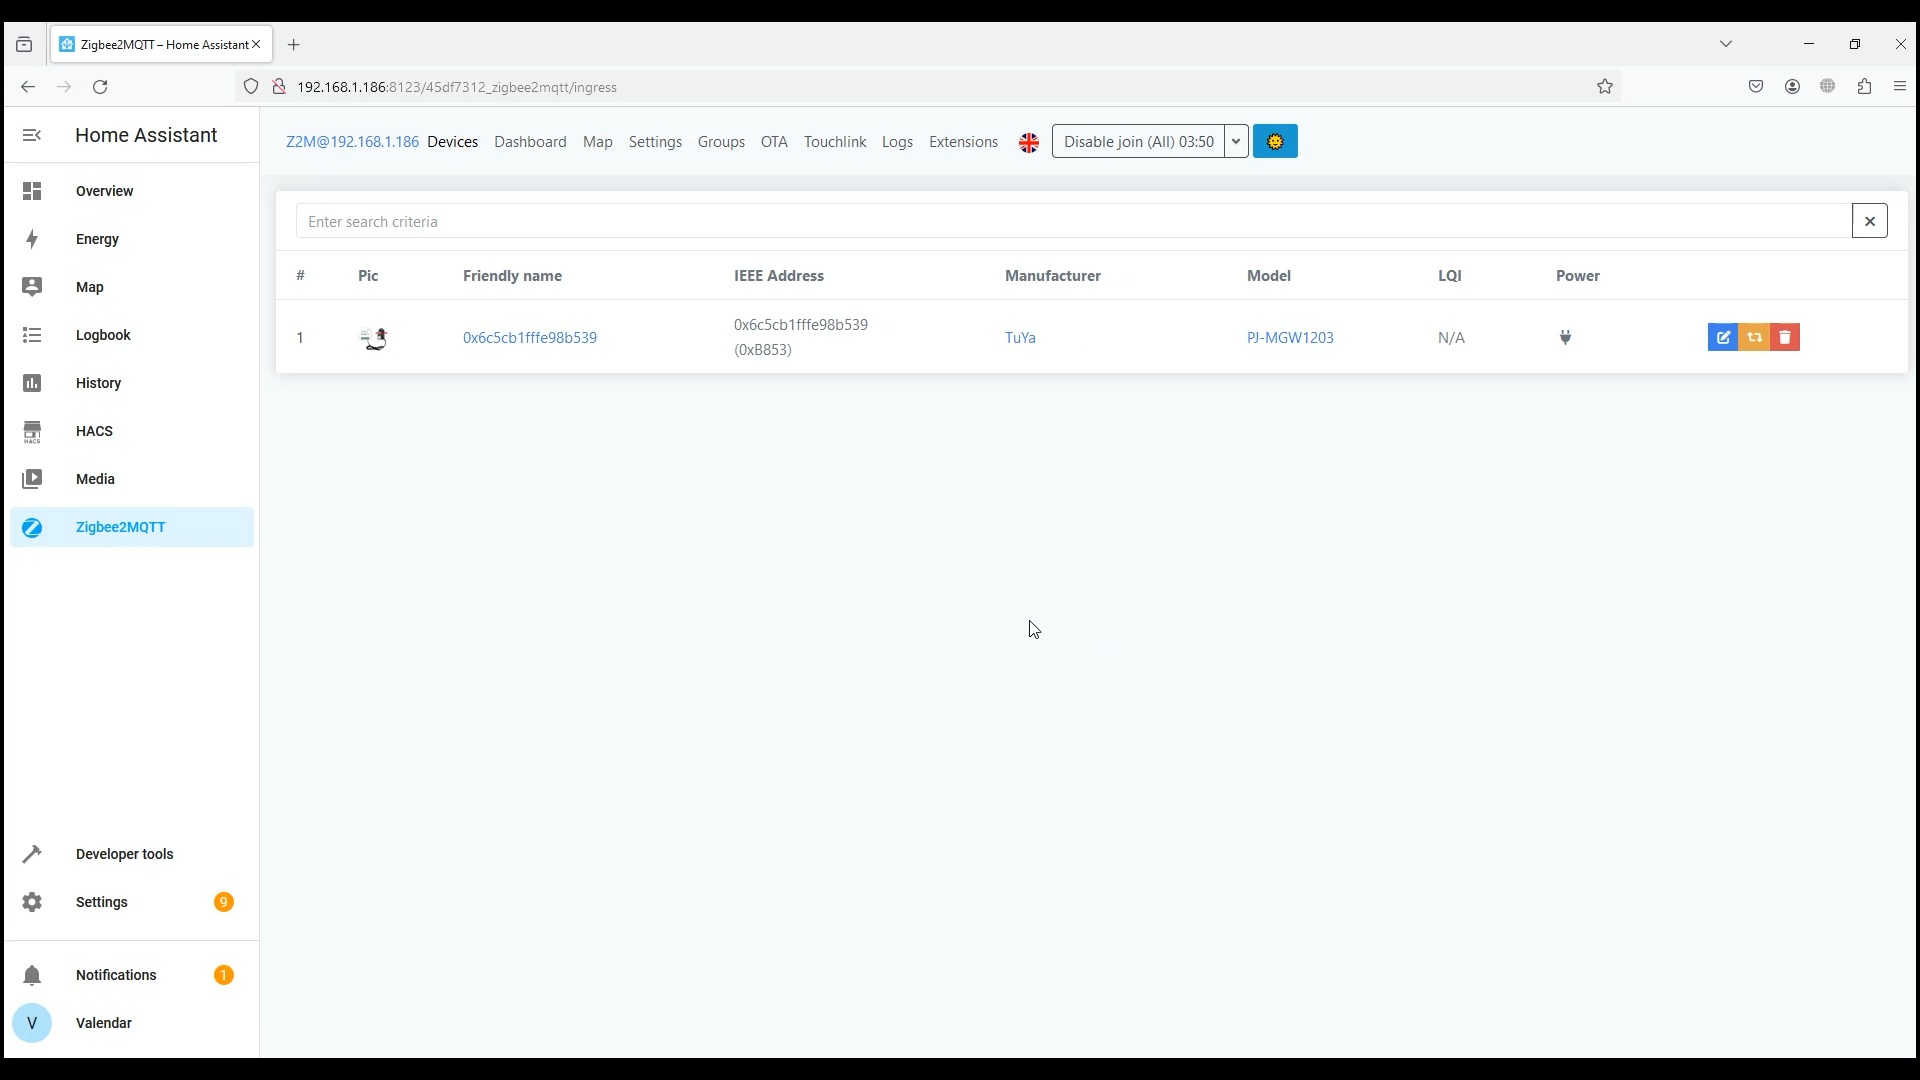 Zigbee2MQTT – Home Assistant
192.168.1.186:8123/45df7312_zigbee2mqtt/ingress
Home Assistant
Z2M@192.168.1.186 Devices Dashboard Map Settings Groups OTA Touchlink Logs Extensions Disable join (All) 03:50
Overview
Energy
Map
Logbook
History
HACS
HACS
Media
Zigbee2MQTT
Developer tools
Settings 9
Notifications 1
V Valendar
Enter search criteria
# Pic Friendly name IEEE Address Manufacturer Model LQI Power
1 0x6c5cb1fffe98b539 0x6c5cb1fffe98b539 TuYa PJ-MGW1203 N/A
(0xB853)